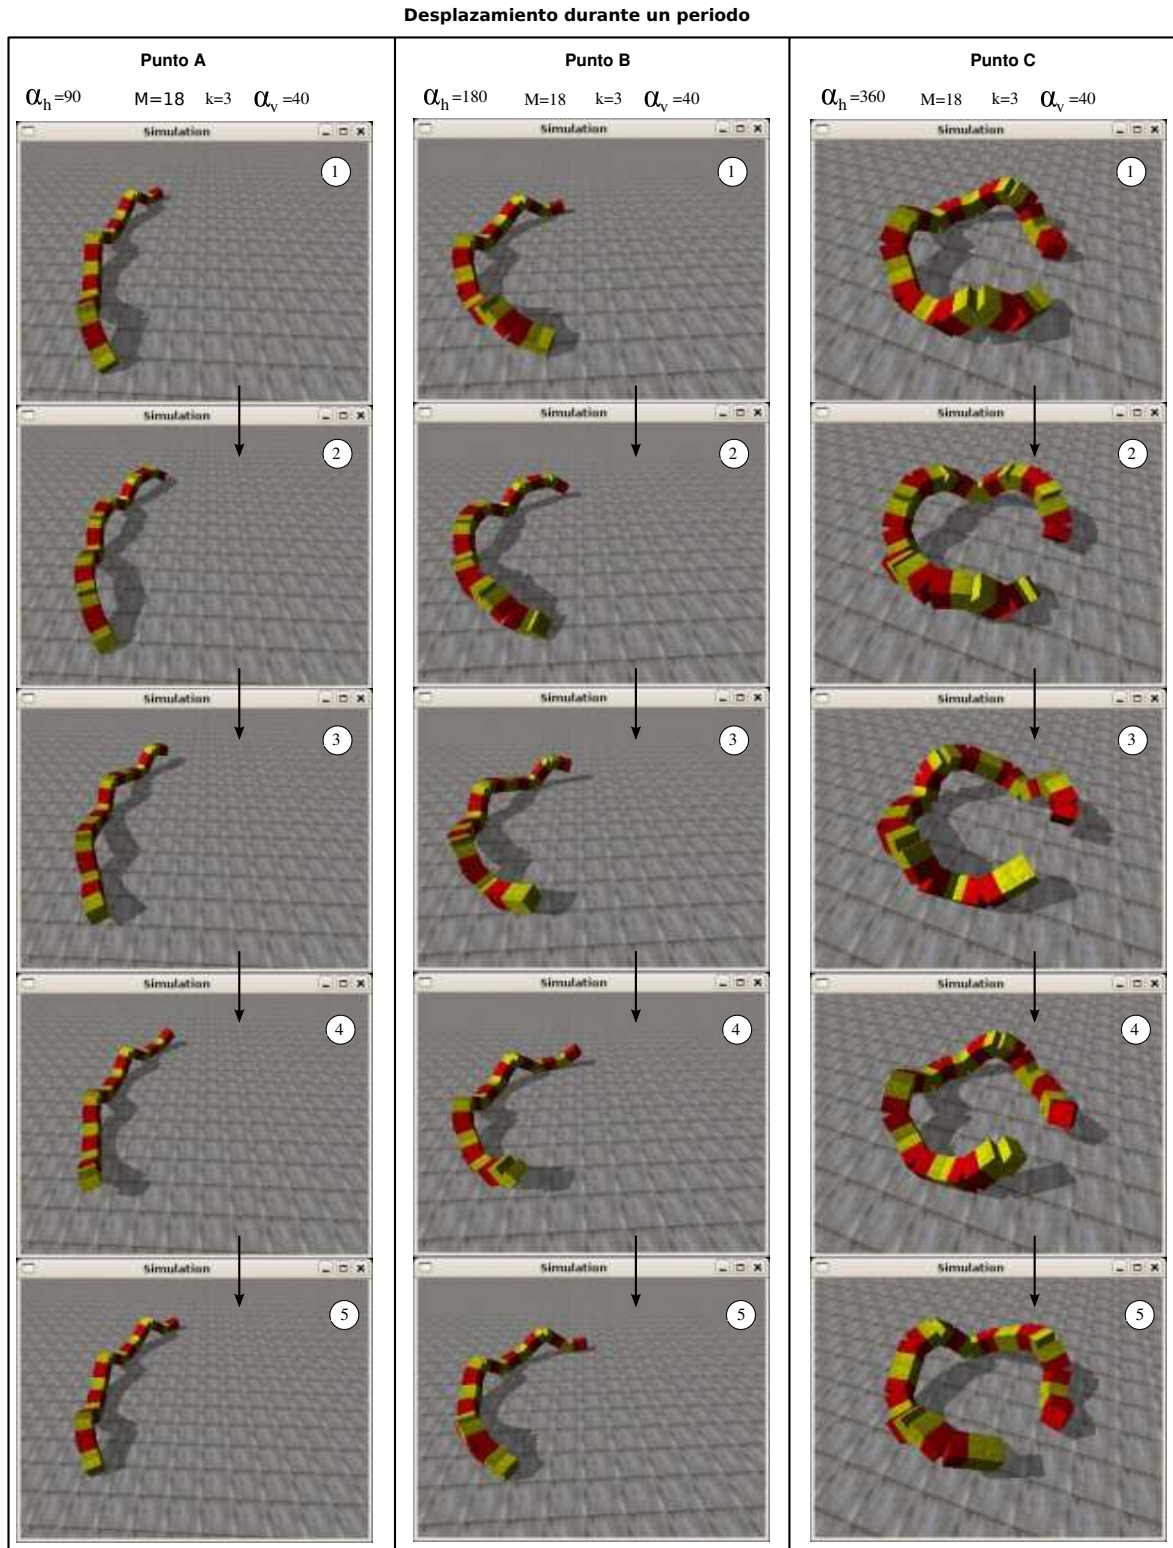 Desplazamiento durante un periodo
Punto A
Punto B
Punto C
αh=90 M=18 k=3 αv=40
αh=180 M=18 k=3 αv=40
αh=360 M=18 k=3 αv=40
Simulation
1
Simulation
1
Simulation
1
Simulation
2
Simulation
2
Simulation
2
Simulation
3
Simulation
3
Simulation
3
Simulation
4
Simulation
4
Simulation
4
Simulation
5
Simulation
5
Simulation
5